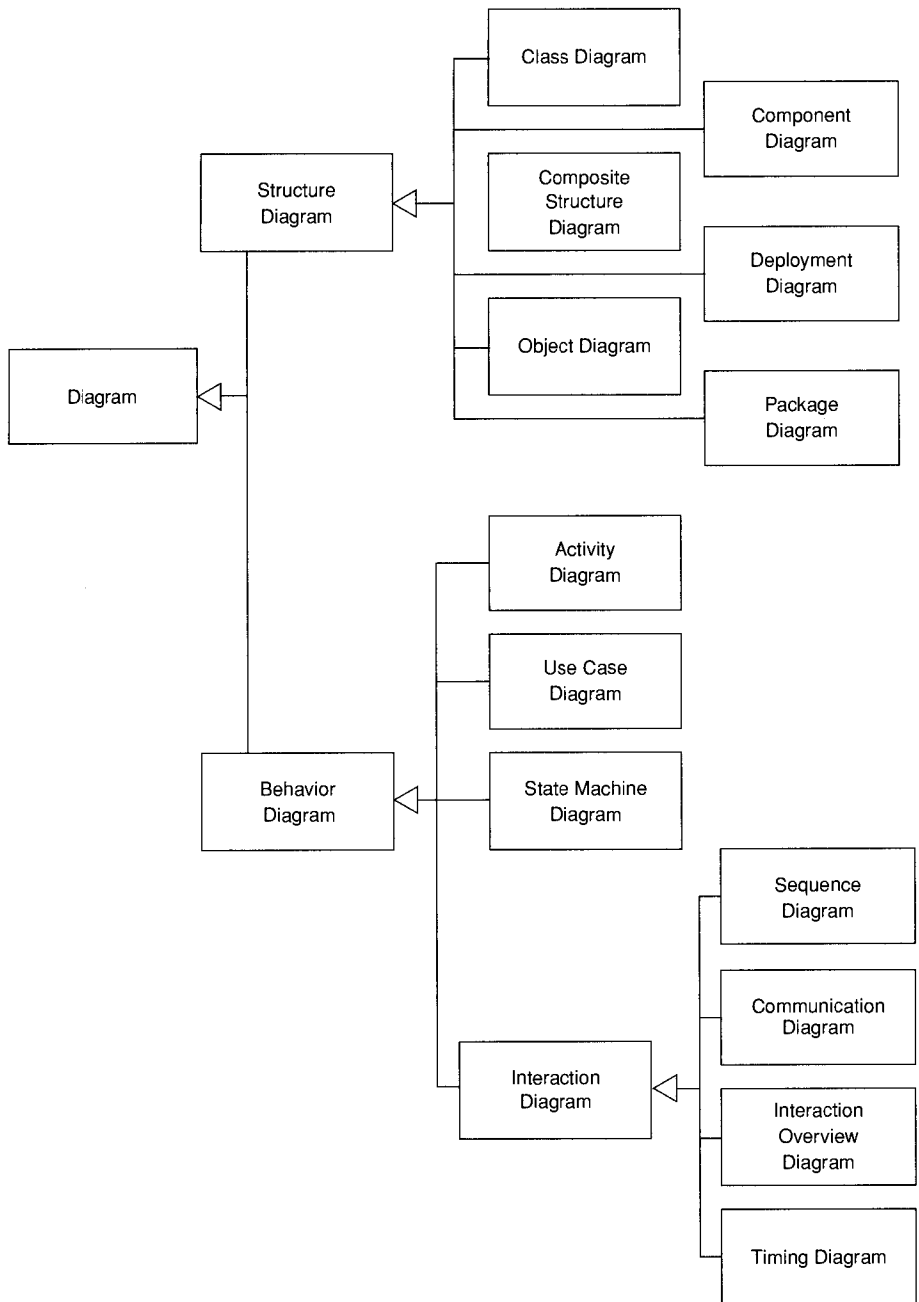 Class Diagram
Component
Diagram
Structure
Diagram
Composite
Structure
Diagram
Deployment
Diagram
Object Diagram
Diagram
Package
Diagram
Activity
Diagram
Use Case
Diagram
Behavior
Diagram
State Machine
Diagram
Sequence
Diagram
Communication
Diagram
Interaction
Diagram
Interaction
Overview
Diagram
Timing Diagram